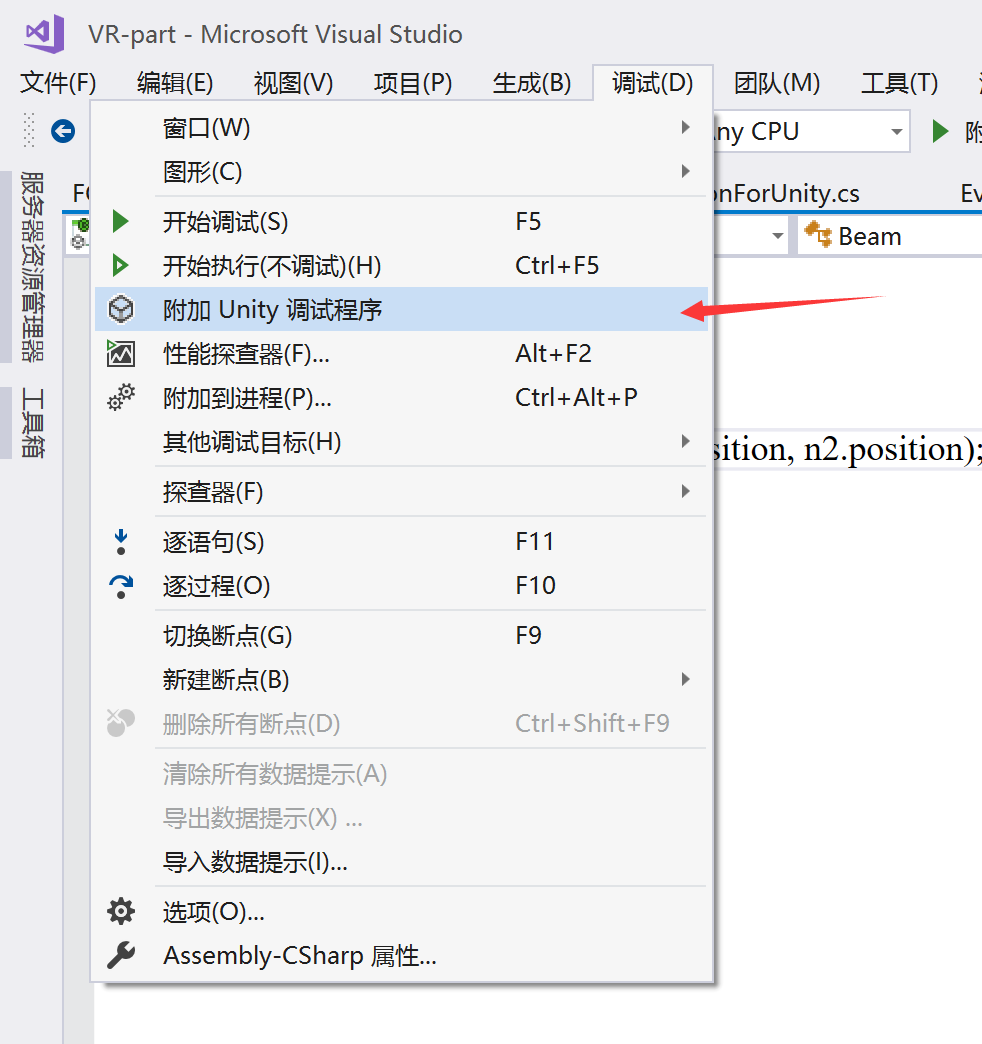 VR-part - Microsoft Visual Studio
文件(F) 编辑(E) 视图(V) 项目(P) 生成(B) 调试(D) 团队(M) 工具(T)
ny CPU 附
服务器资源管理器
工具箱
onForUnity.cs Ev
Beam
窗口(W)
图形(C)
开始调试(S) F5
开始执行(不调试)(H) Ctrl+F5
附加 Unity 调试程序
性能探查器(F)... Alt+F2
附加到进程(P)... Ctrl+Alt+P
其他调试目标(H)
sition, n2.position);
探查器(F)
逐语句(S) F11
逐过程(O) F10
切换断点(G) F9
新建断点(B)
删除所有断点(D) Ctrl+Shift+F9
清除所有数据提示(A)
导出数据提示(X) ...
导入数据提示(I)...
选项(O)...
Assembly-CSharp 属性...